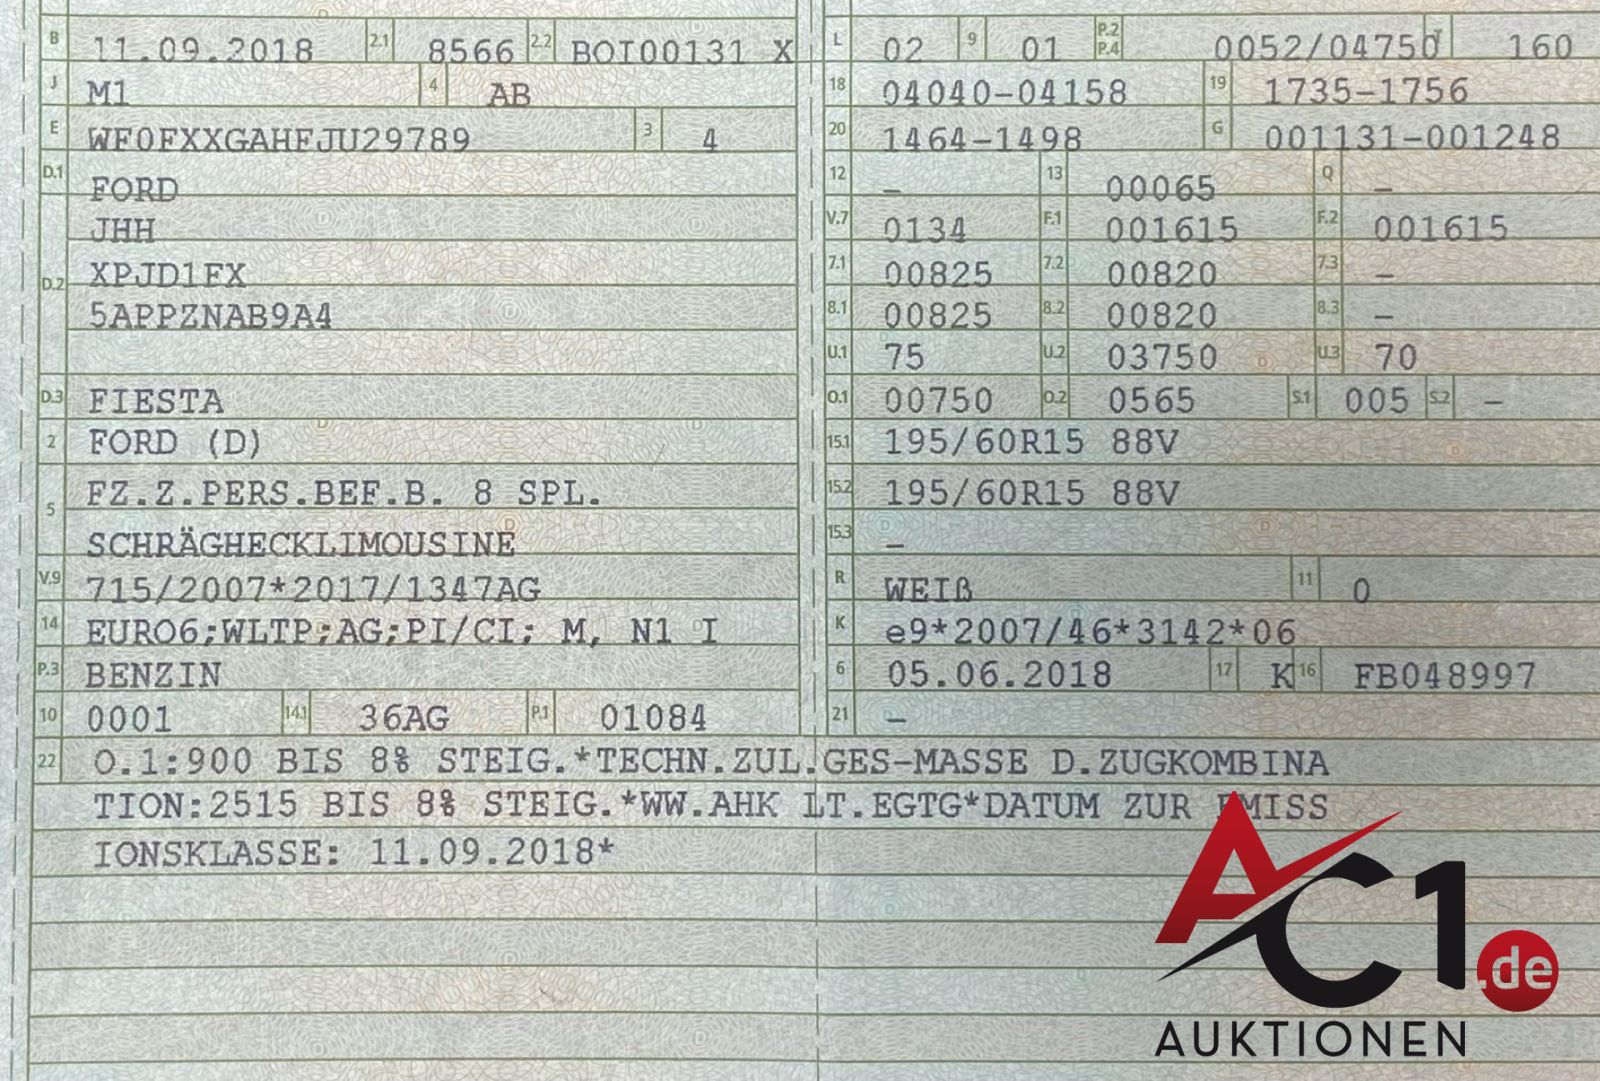 B 11.09.2018 2.1 8566 2.2 BOI00131 X
J M1 4 AB
E WF0FXXGAHFJU29789 3 4
D.1 FORD
JHH
D.2 XPJD1FX
5APPZNAB9A4
D.3 FIESTA
2 FORD (D)
5 FZ.Z.PERS.BEF.B. 8 SPL.
SCHRÄGHECKLIMOUSINE
V.9 715/2007*2017/1347AG
14 EURO6;WLTP;AG;PI/CI; M, N1 I
P.3 BENZIN
10 0001 14.1 36AG P.1 01084
L 02 9 01 P.2 P.4 0052/04750 T 160
18 04040-04158 19 1735-1756
20 1464-1498 G 001131-001248
12 - 13 00065 Q -
V.7 0134 F.1 001615 F.2 001615
7.1 00825 7.2 00820 7.3 -
8.1 00825 8.2 00820 8.3 -
U.1 75 U.2 03750 U.3 70
O.1 00750 O.2 0565 S.1 005 S.2 -
15.1 195/60R15 88V
15.2 195/60R15 88V
15.3 -
R WEIß 11 0
K e9*2007/46*3142*06
6 05.06.2018 17 K 16 FB048997
21 -
22 O.1:900 BIS 8% STEIG.*TECHN.ZUL.GES-MASSE D.ZUGKOMBINA
TION:2515 BIS 8% STEIG.*WW.AHK LT.EGTG*DATUM ZUR EMISS
IONSKLASSE: 11.09.2018*
AC1.de
AUKTIONEN